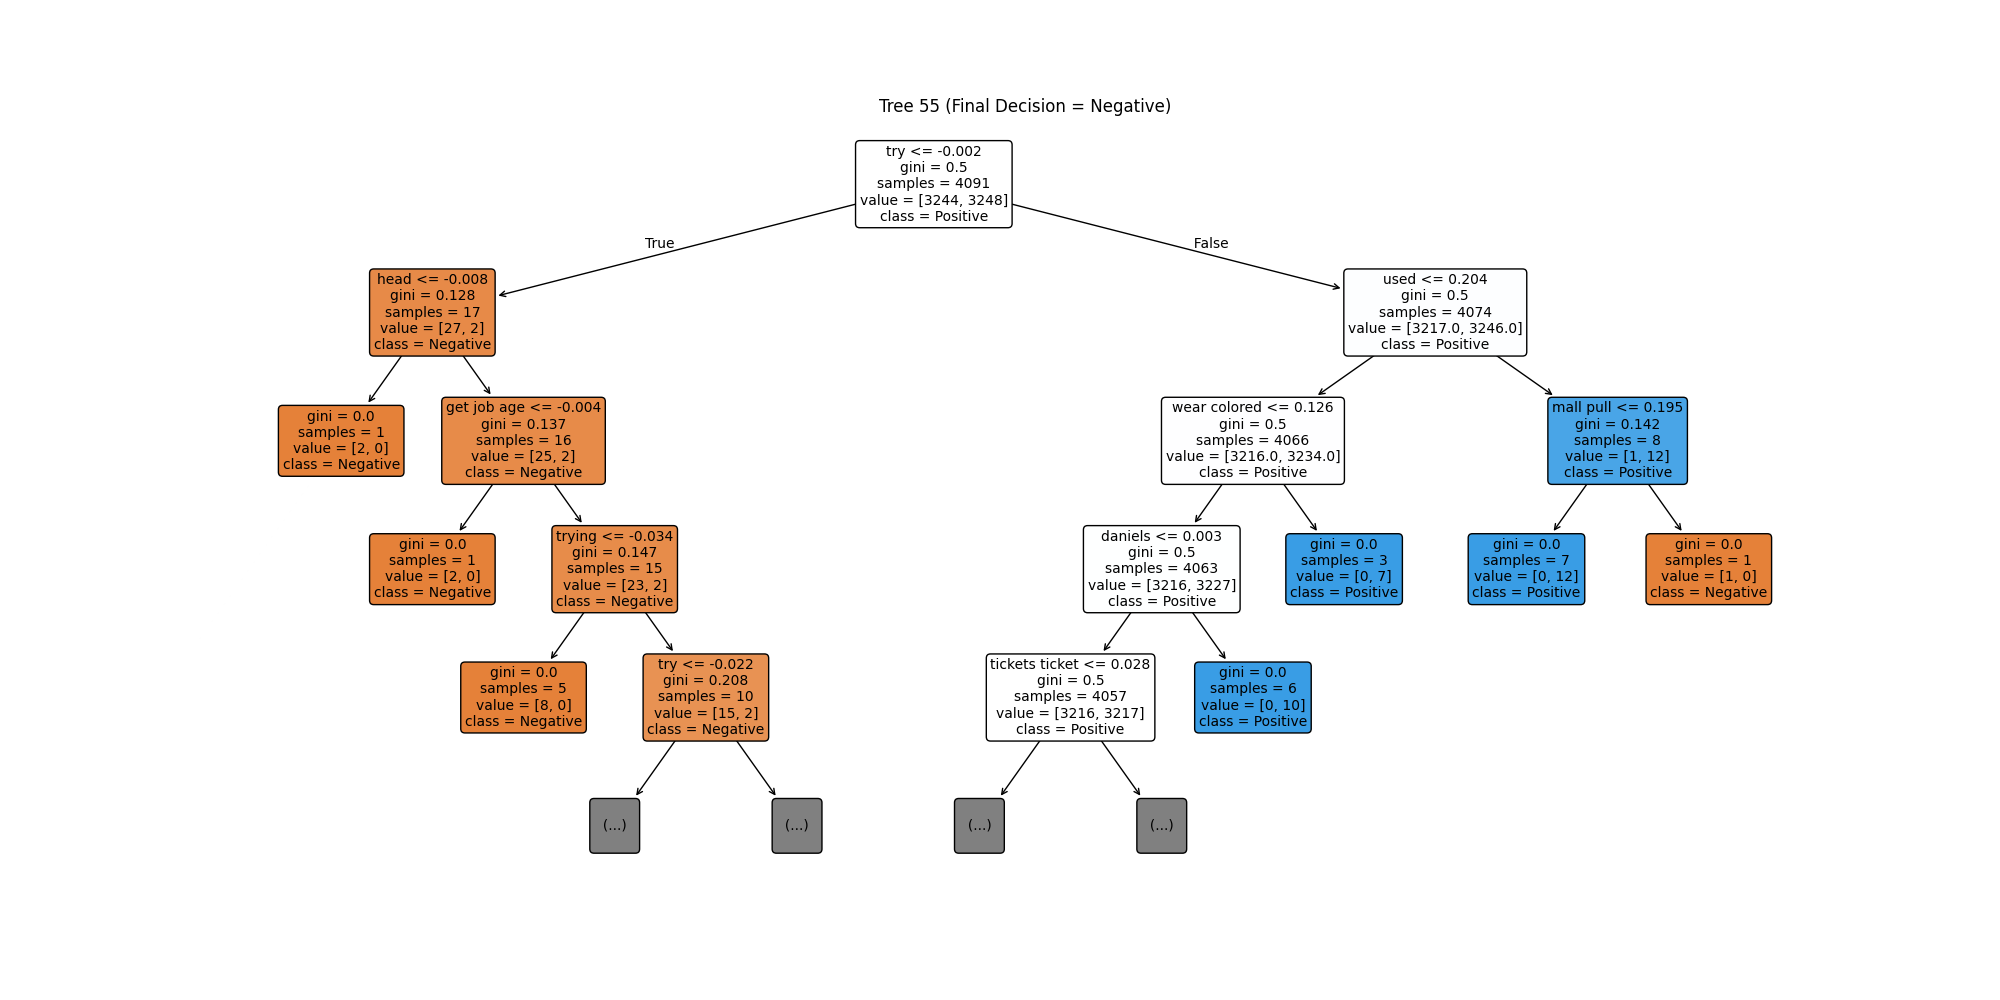 Tree 55 (Final Decision = Negative)
try <= -0.002
gini = 0.5
samples = 4091
value = [3244, 3248]
class = Positive
True
False
head <= -0.008
gini = 0.128
samples = 17
value = [27, 2]
class = Negative
used <= 0.204
gini = 0.5
samples = 4074
value = [3217.0, 3246.0]
class = Positive
gini = 0.0
samples = 1
value = [2, 0]
class = Negative
get job age <= -0.004
gini = 0.137
samples = 16
value = [25, 2]
class = Negative
wear colored <= 0.126
gini = 0.5
samples = 4066
value = [3216.0, 3234.0]
class = Positive
mall pull <= 0.195
gini = 0.142
samples = 8
value = [1, 12]
class = Positive
gini = 0.0
samples = 1
value = [2, 0]
class = Negative
trying <= -0.034
gini = 0.147
samples = 15
value = [23, 2]
class = Negative
daniels <= 0.003
gini = 0.5
samples = 4063
value = [3216, 3227]
class = Positive
gini = 0.0
samples = 3
value = [0, 7]
class = Positive
gini = 0.0
samples = 7
value = [0, 12]
class = Positive
gini = 0.0
samples = 1
value = [1, 0]
class = Negative
gini = 0.0
samples = 5
value = [8, 0]
class = Negative
try <= -0.022
gini = 0.208
samples = 10
value = [15, 2]
class = Negative
tickets ticket <= 0.028
gini = 0.5
samples = 4057
value = [3216, 3217]
class = Positive
gini = 0.0
samples = 6
value = [0, 10]
class = Positive
(...)
(...)
(...)
(...)